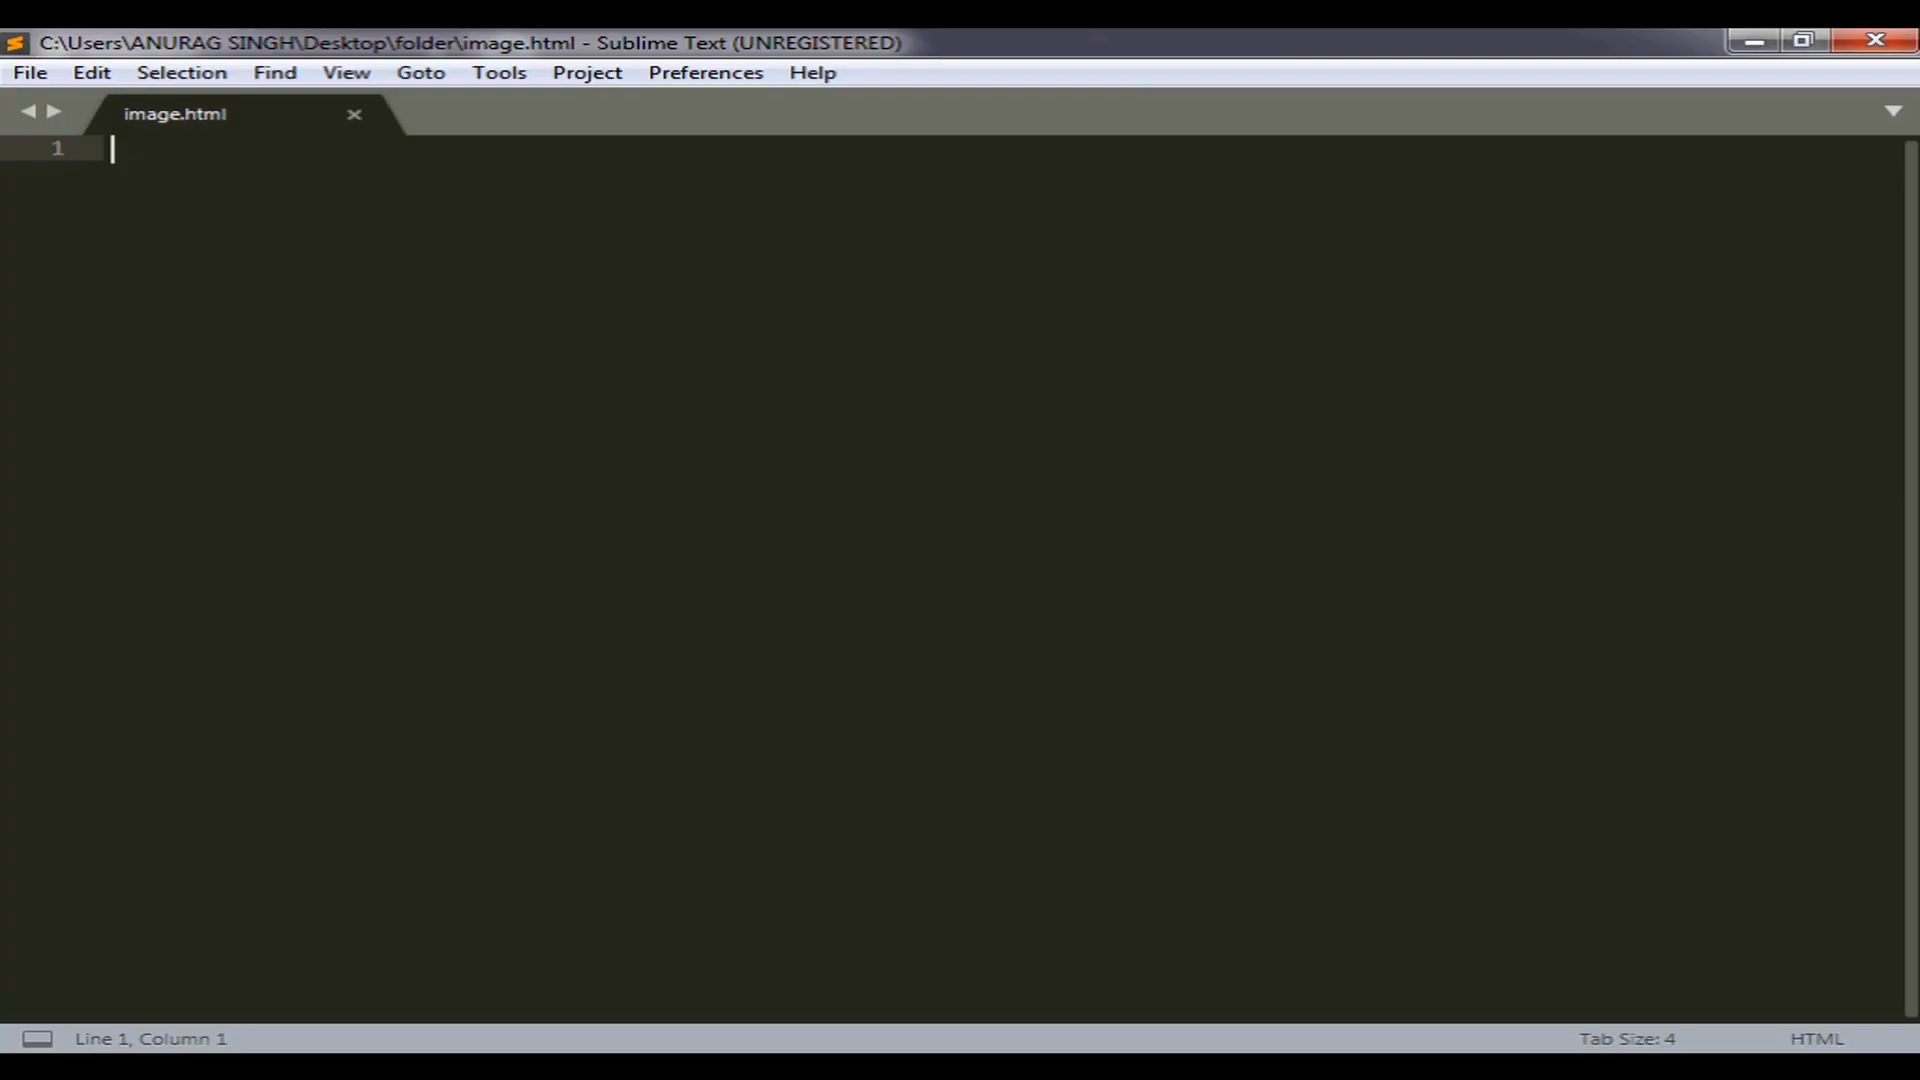 C:\Users\ANURAG SINGH\Desktop\folder\image.html - Sublime Text (UNREGISTERED)
File Edit Selection Find View Goto Tools Project Preferences Help
image.html
1
Line 1, Column 1 Tab Size: 4 HTML